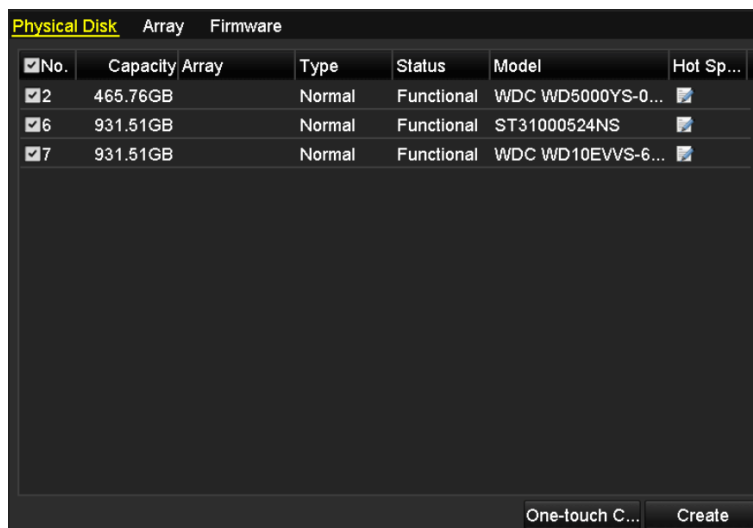 Physical Disk Array Firmware
No. Capacity Array Type Status Model Hot Sp...
2 465.76GB Normal Functional WDC WD5000YS-0...
6 931.51GB Normal Functional ST31000524NS
7 931.51GB Normal Functional WDC WD10EVVS-6...
One-touch C... Create